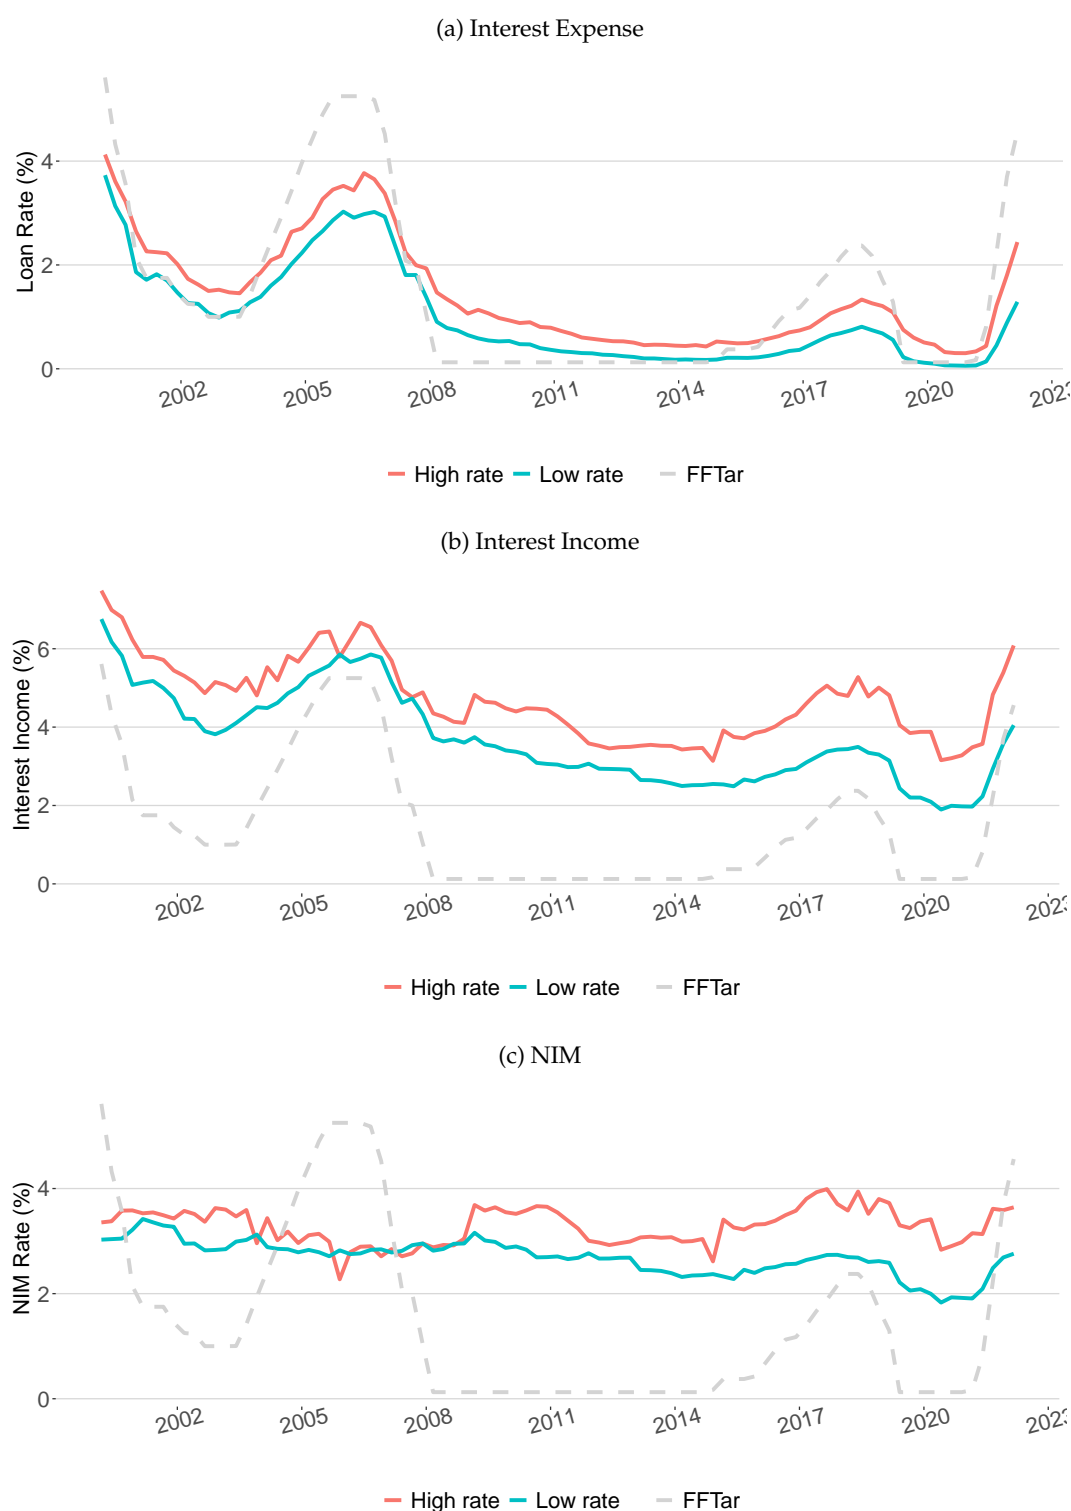 (a) Interest Expense
Loan Rate (%)
4
2
0
2002 2005 2008 2011 2014 2017 2020 2023
High rate Low rate FFTar
(b) Interest Income
Interest Income (%)
6
4
2
0
2002 2005 2008 2011 2014 2017 2020 2023
High rate Low rate FFTar
(c) NIM
NIM Rate (%)
4
2
0
2002 2005 2008 2011 2014 2017 2020 2023
High rate Low rate FFTar